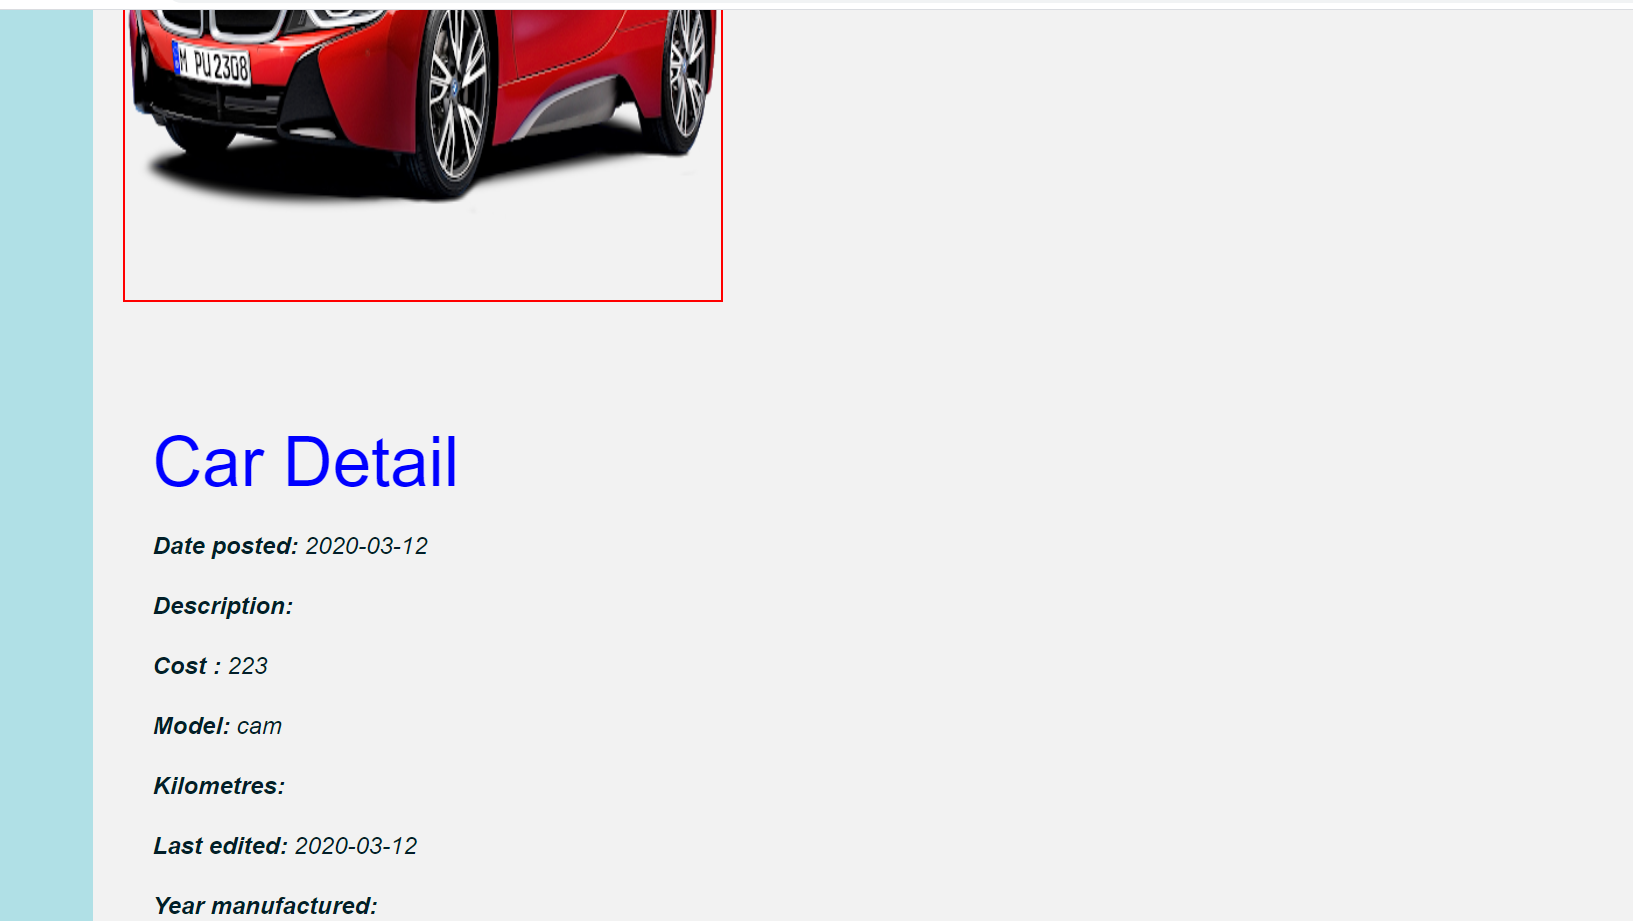 M PU 2308
Car Detail
Date posted: 2020-03-12
Description:
Cost : 223
Model: cam
Kilometres:
Last edited: 2020-03-12
Year manufactured: